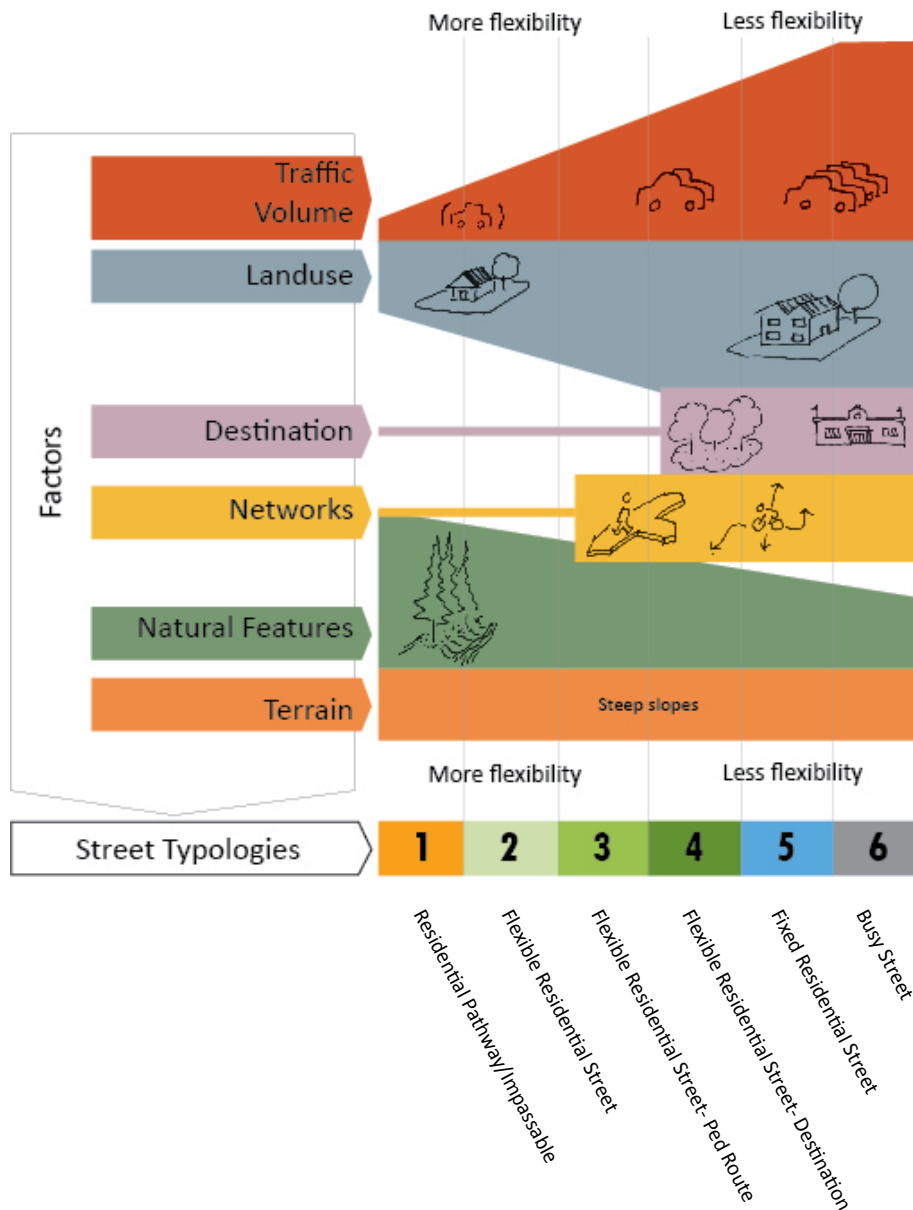 More flexibility
Less flexibility
Factors
Traffic
Volume
Landuse
Destination
Networks
Natural Features
Terrain
Steep slopes
More flexibility
Less flexibility
Street Typologies
1
2
3
4
5
6
Residential Pathway/Impassable
Flexible Residential Street
Flexible Residential Street- Ped Route
Flexible Residential Street- Destination
Fixed Residential Street
Busy Street